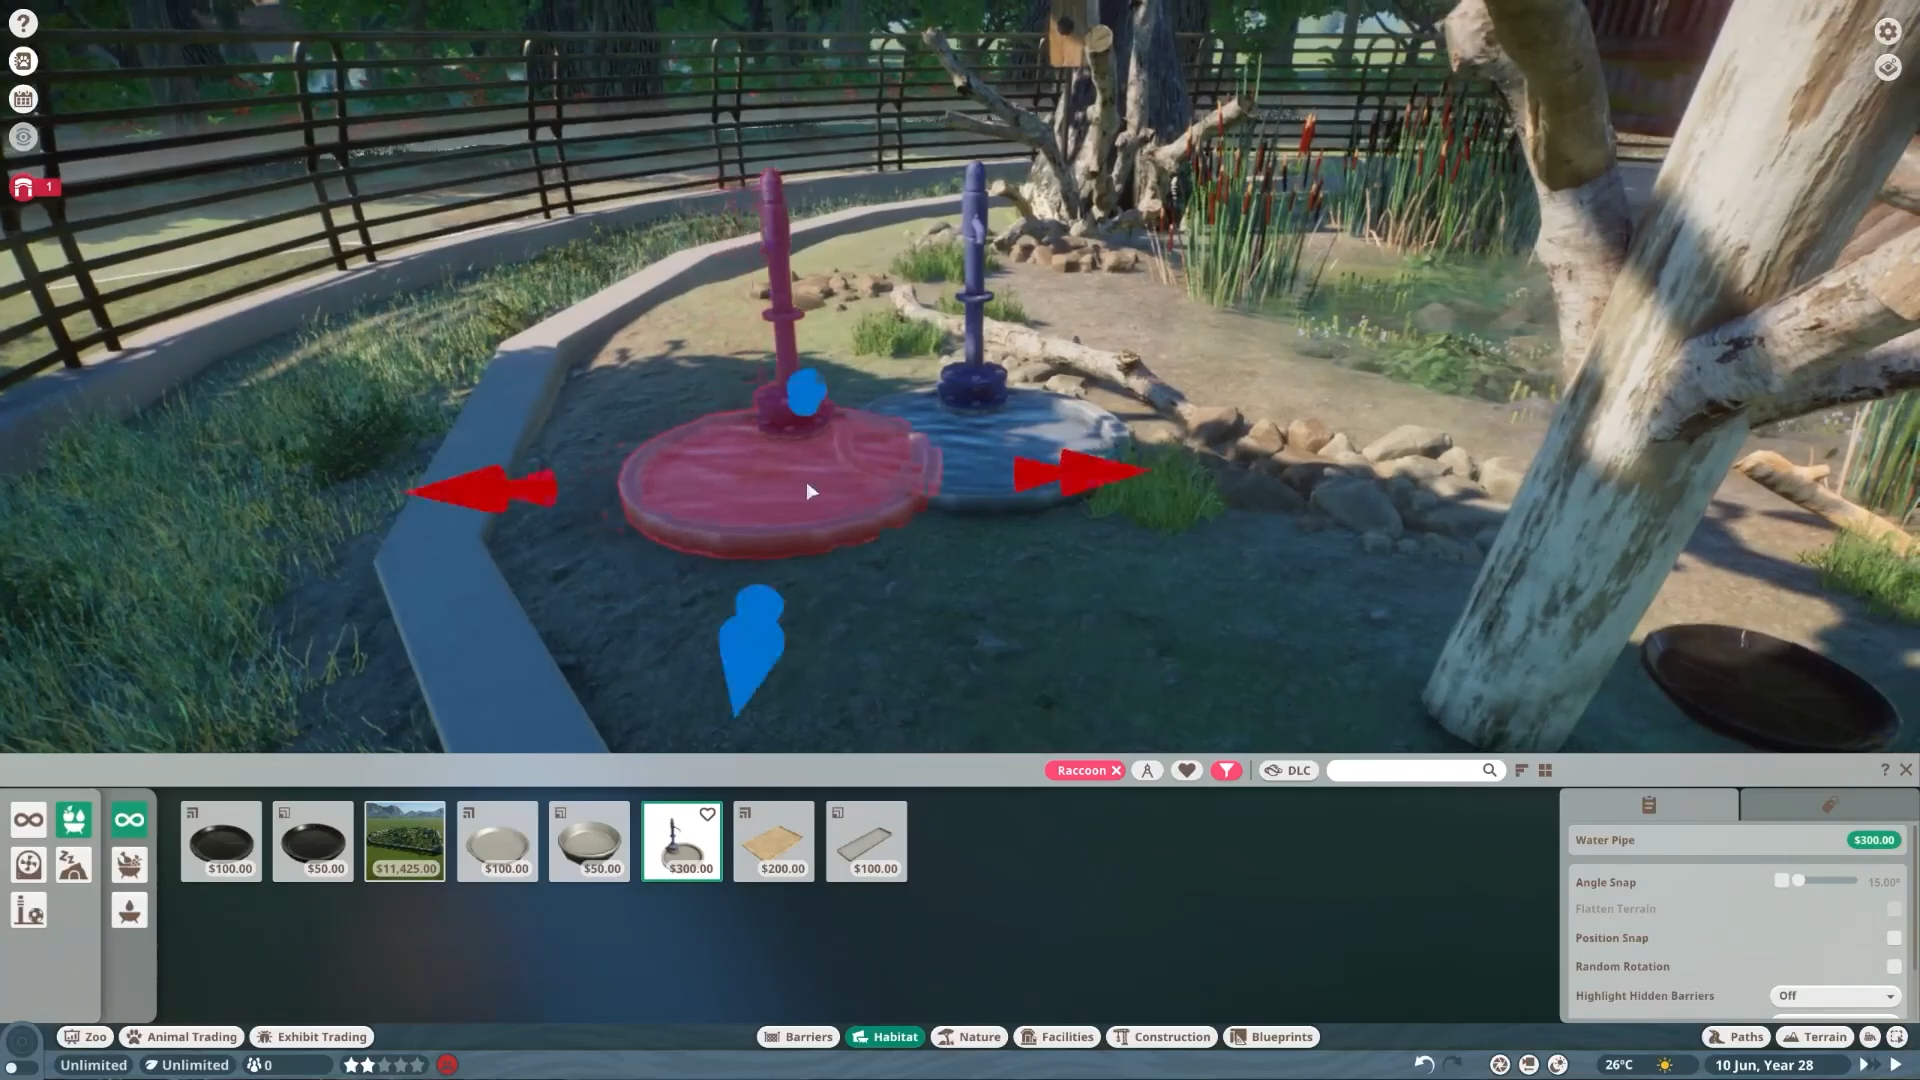 ?
1
Raccoon ✕
DLC
? ✕
$100.00
$50.00
$11,425.00
$100.00
$50.00
$300.00
$200.00
$100.00
Water Pipe
$300.00
Angle Snap
15.00°
Flatten Terrain
Position Snap
Random Rotation
Highlight Hidden Barriers
Off
Zoo
Animal Trading
Exhibit Trading
Barriers
Habitat
Nature
Facilities
Construction
Blueprints
Paths
Terrain
Unlimited
Unlimited
0
26°C
10 Jun, Year 28